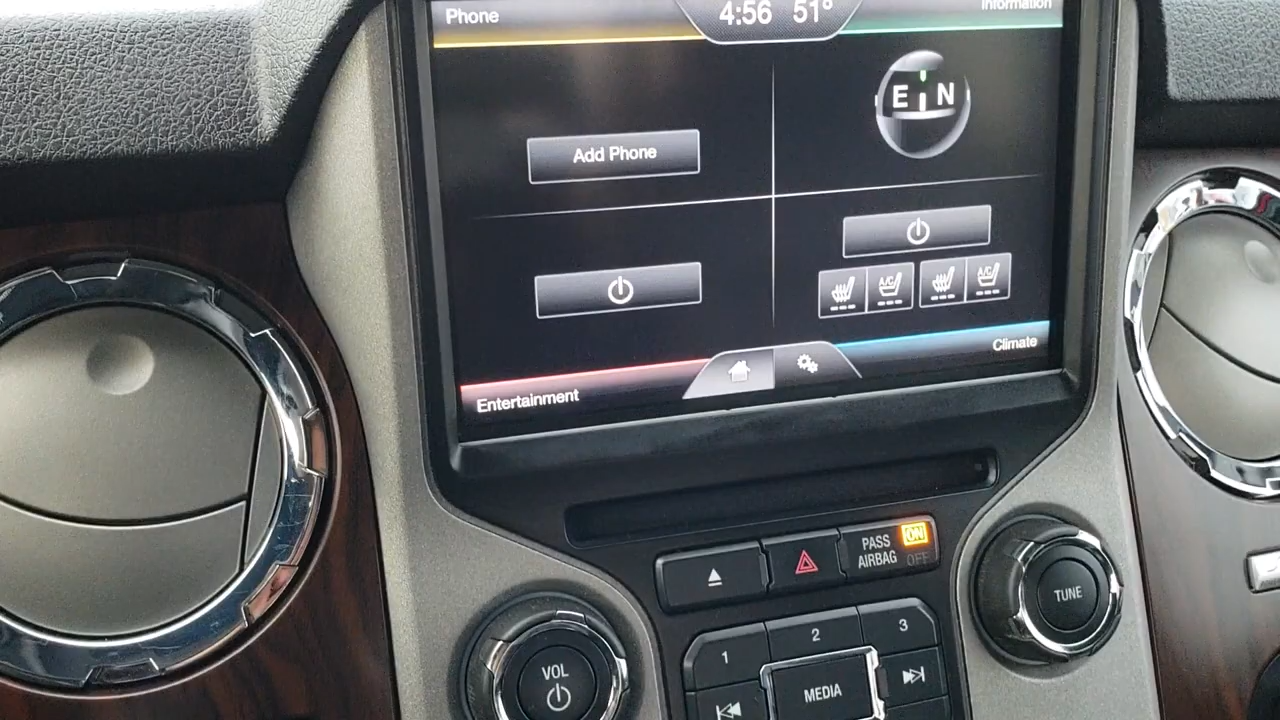 Phone
4:56 51°
Information
E N
Add Phone
A/C
A/C
Climate
Entertainment
PASS
AIRBAG
ON
OFF
TUNE
1
2
3
VOL
MEDIA